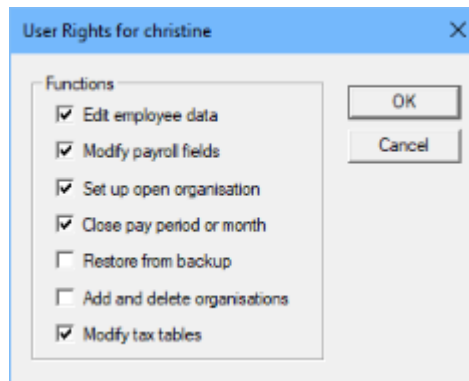 User Rights for christine
Functions
Edit employee data
Modify payroll fields
Set up open organisation
Close pay period or month
Restore from backup
Add and delete organisations
Modify tax tables
OK
Cancel